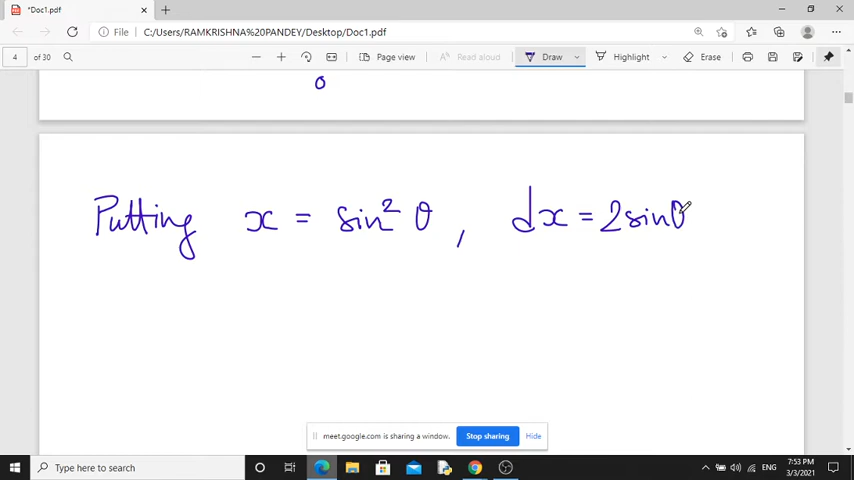 *Doc1.pdf
File
C:/Users/RAMKRISHNA%20PANDEY/Desktop/Doc1.pdf
4 of 30
Page view
Read aloud
Draw
Highlight
Erase
0
Putting x = sin² θ , dx = 2sinθ
meet.google.com is sharing a window. Stop sharing Hide
Type here to search
ENG
7:53 PM
3/3/2021